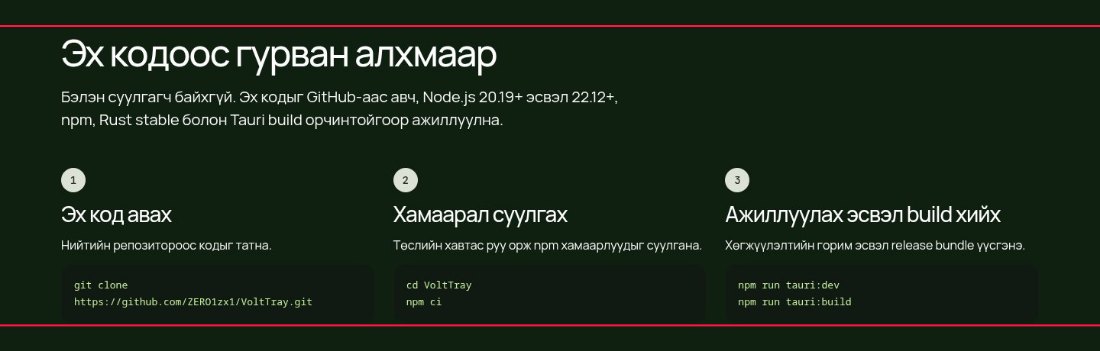 Эх кодоос гурван алхмаар
Бэлэн суулгагч байхгүй. Эх кодыг GitHub-аас авч, Node.js 20.19+ эсвэл 22.12+,
npm, Rust stable болон Tauri build орчинтойгоор ажиллуулна.
1
Эх код авах
Нийтийн репозитороос кодыг татна.
git clone
https://github.com/ZERO1zx1/VoltTray.git
2
Хамаарал суулгах
Төслийн хавтас руу орж npm хамаарлуудыг суулгана.
cd VoltTray
npm ci
3
Ажиллуулах эсвэл build хийх
Хөгжүүлэлтийн горим эсвэл release bundle үүсгэнэ.
npm run tauri:dev
npm run tauri:build